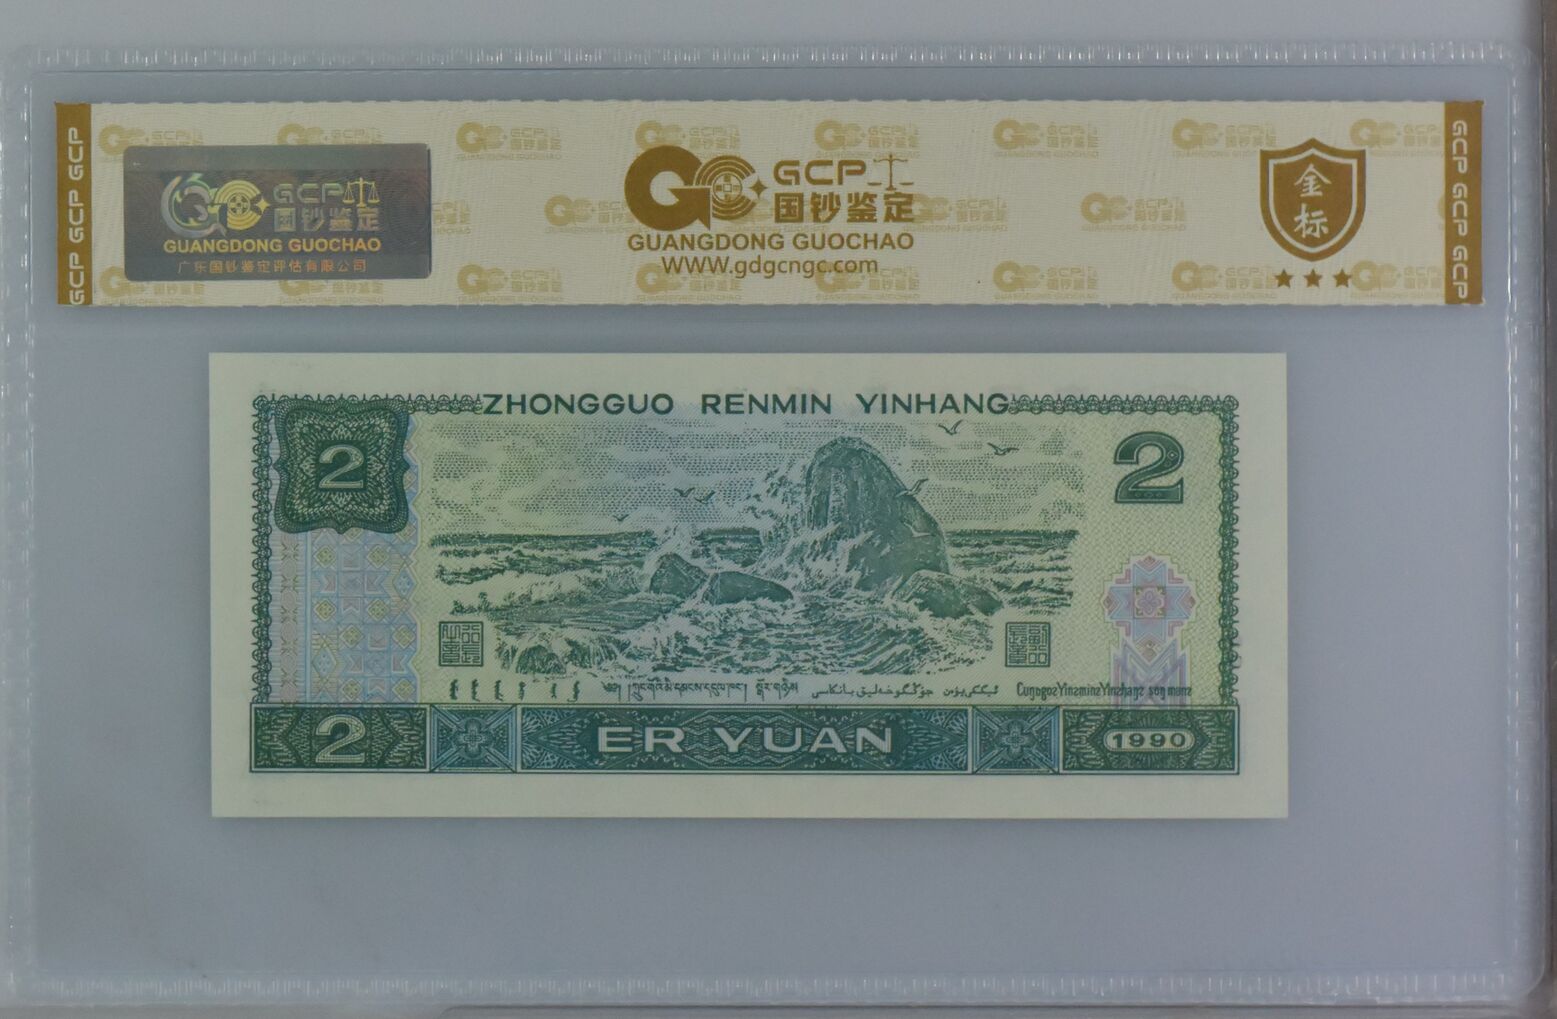 GCP GCP GCP
GCP
国钞鉴定
GUANGDONG GUOCHAO
广东国钞鉴定评估有限公司
GCP
国钞鉴定
GUANGDONG GUOCHAO
WWW.gdgcngc.com
金标
GCP GCP GCP
ZHONGGUO RENMIN YINHANG
2
2
2
ER YUAN
1990